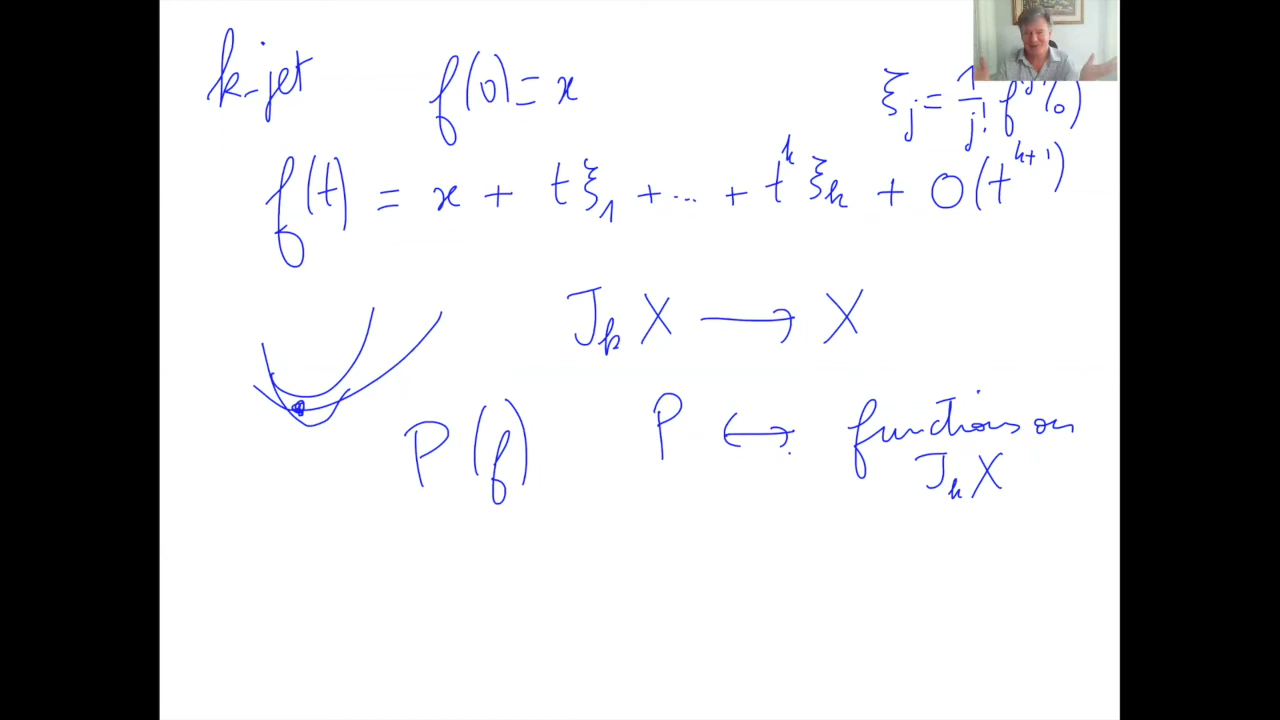 k-jet f(0) = x ξ_j = 1/j! f^(j)(0)
f(t) = x + tξ_1 + ... + t^k ξ_k + O(t^{k+1})
J_k X ⟶ X
P(f) P ⟷ functions on
J_k X